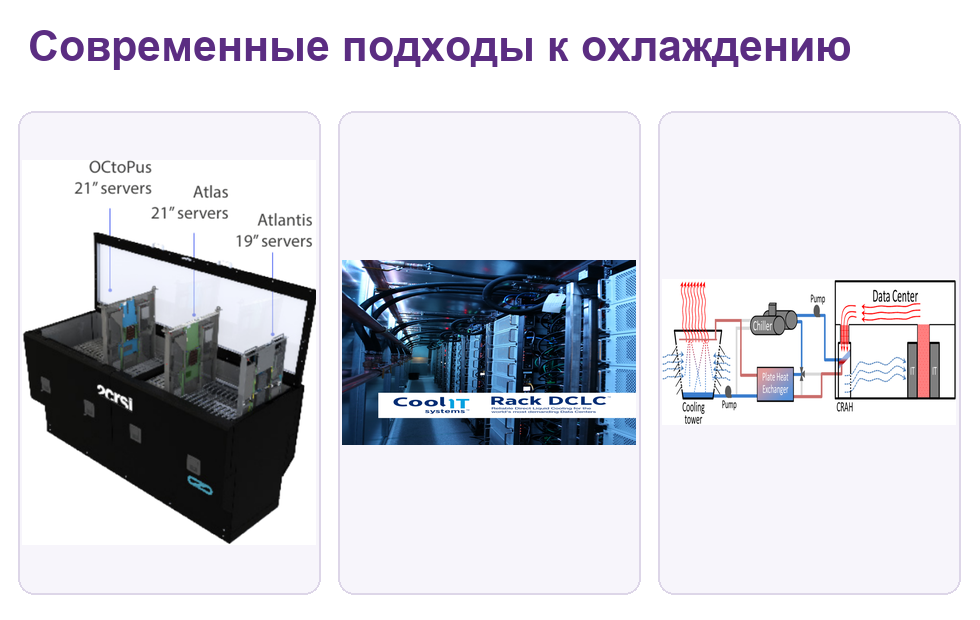 Современные подходы к охлаждению
OCtoPus
21” servers
Atlas
21” servers
Atlantis
19” servers
2crsi
CoolIT
systems™
Rack DCLC™
Reliable Direct Liquid Cooling for the
world's most demanding Data Centers
Chiller
Pump
Data Center
Plate Heat
Exchanger
IT
IT
Cooling
tower
Pump
CRAH